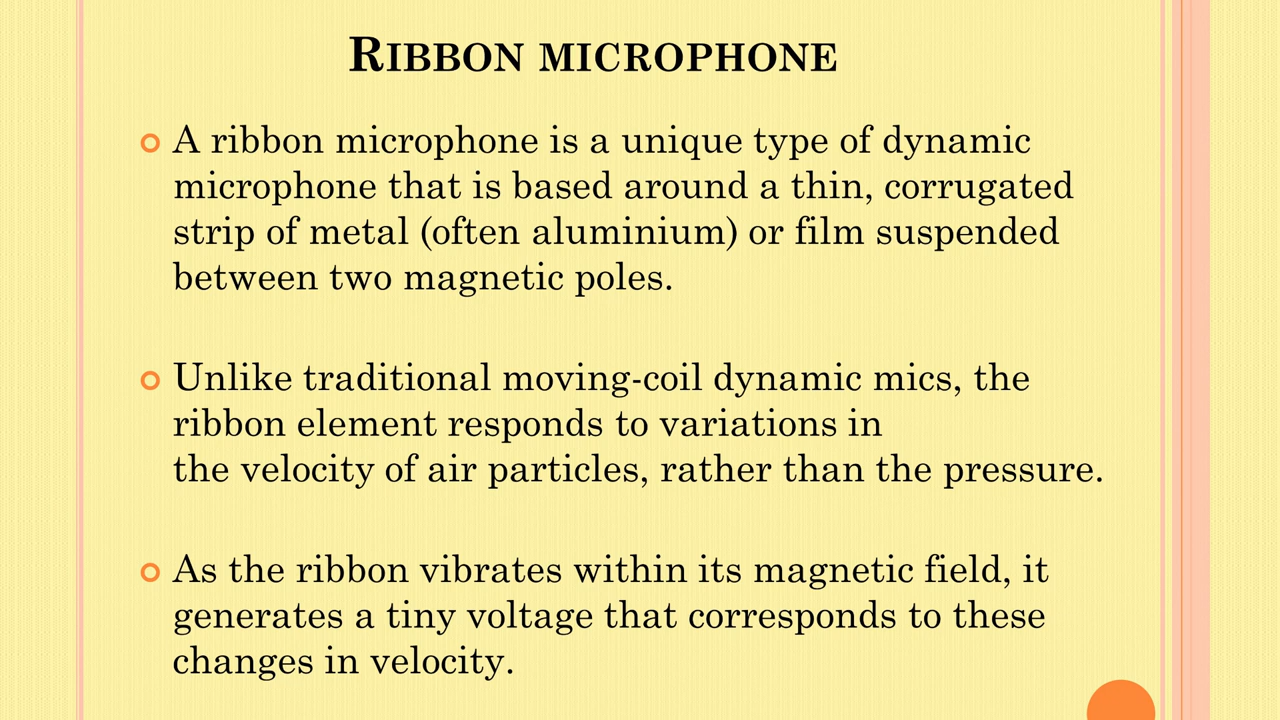 RIBBON MICROPHONE
A ribbon microphone is a unique type of dynamic
microphone that is based around a thin, corrugated
strip of metal (often aluminium) or film suspended
between two magnetic poles.
Unlike traditional moving-coil dynamic mics, the
ribbon element responds to variations in
the velocity of air particles, rather than the pressure.
As the ribbon vibrates within its magnetic field, it
generates a tiny voltage that corresponds to these
changes in velocity.